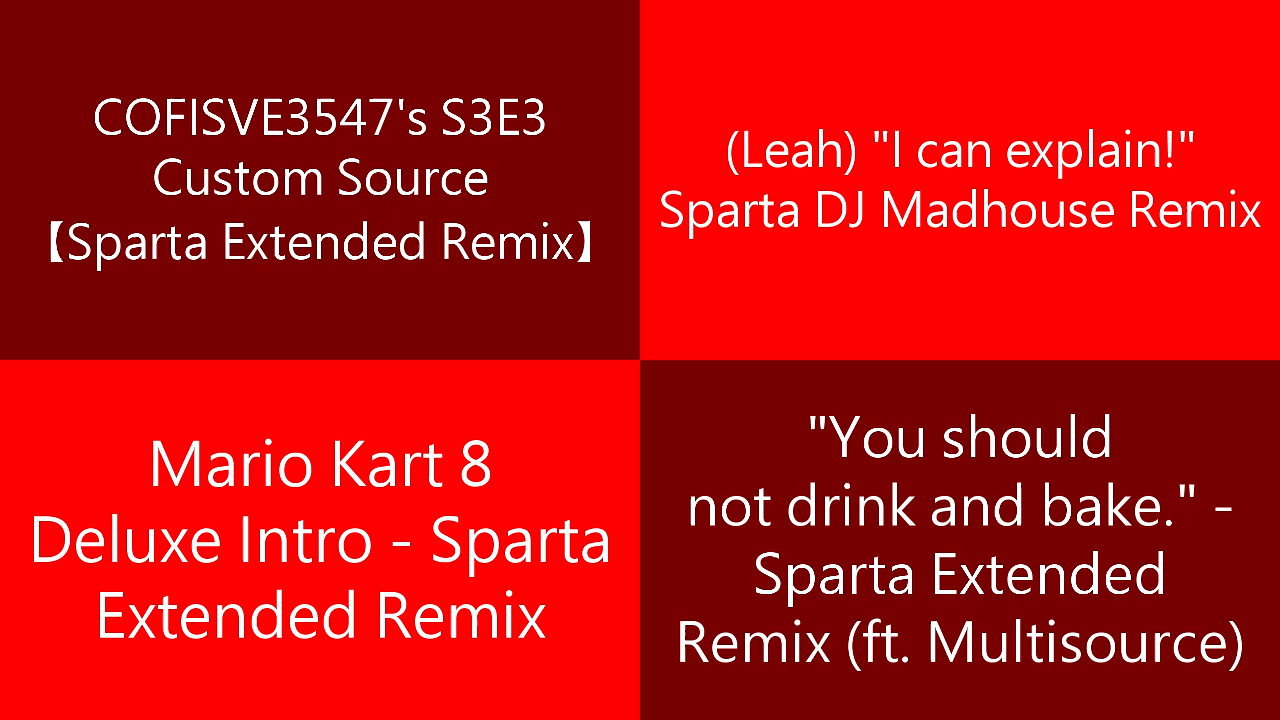 COFISVE3547's S3E3
Custom Source
【Sparta Extended Remix】
(Leah) "I can explain!"
Sparta DJ Madhouse Remix
Mario Kart 8
Deluxe Intro - Sparta
Extended Remix
"You should
not drink and bake." -
Sparta Extended
Remix (ft. Multisource)